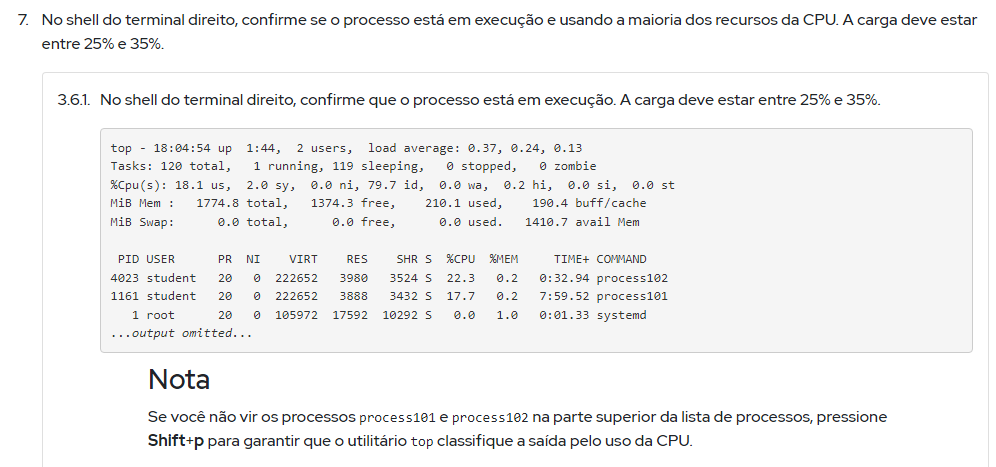 7. No shell do terminal direito, confirme se o processo está em execução e usando a maioria dos recursos da CPU. A carga deve estar
entre 25% e 35%.
3.6.1. No shell do terminal direito, confirme que o processo está em execução. A carga deve estar entre 25% e 35%.
top - 18:04:54 up  1:44,  2 users,  load average: 0.37, 0.24, 0.13
Tasks: 120 total,   1 running, 119 sleeping,   0 stopped,   0 zombie
%Cpu(s): 18.1 us,  2.0 sy,  0.0 ni, 79.7 id,  0.0 wa,  0.2 hi,  0.0 si,  0.0 st
MiB Mem :   1774.8 total,   1374.3 free,    210.1 used,    190.4 buff/cache
MiB Swap:      0.0 total,      0.0 free,      0.0 used.   1410.7 avail Mem
PID USER      PR  NI    VIRT    RES    SHR S  %CPU  %MEM     TIME+ COMMAND
4023 student   20   0  222652   3980   3524 S  22.3   0.2   0:32.94 process102
1161 student   20   0  222652   3888   3432 S  17.7   0.2   7:59.52 process101
1 root      20   0  105972  17592  10292 S   0.0   1.0   0:01.33 systemd
...output omitted...
Nota
Se você não vir os processos process101 e process102 na parte superior da lista de processos, pressione
Shift+p para garantir que o utilitário top classifique a saída pelo uso da CPU.